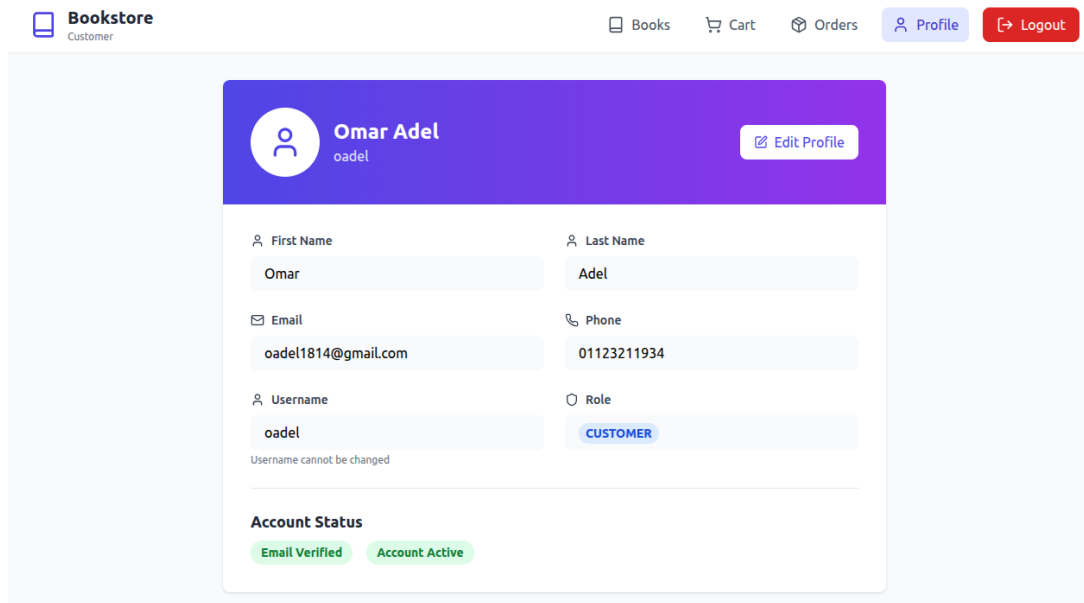 Bookstore
Customer
Books Cart Orders Profile Logout
Omar Adel
oadel
Edit Profile
First Name Last Name
Omar Adel
Email Phone
oadel1814@gmail.com 01123211934
Username Role
oadel CUSTOMER
Username cannot be changed
Account Status
Email Verified Account Active